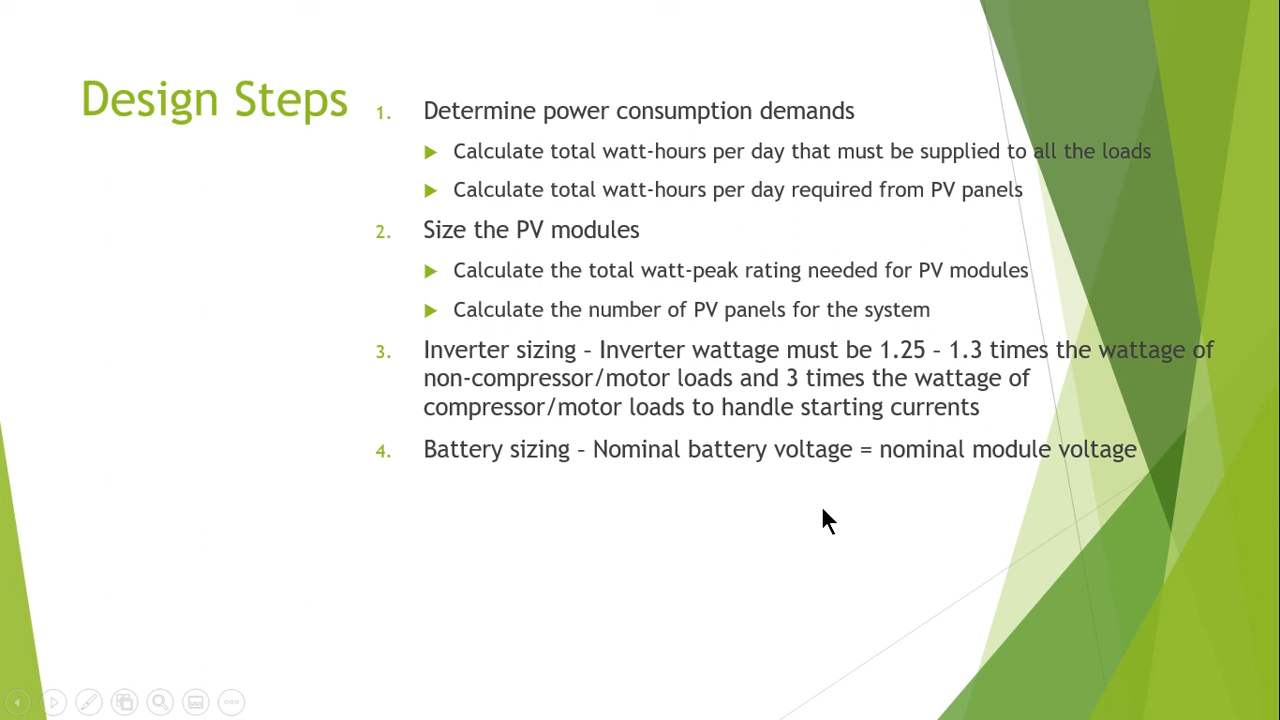 Design Steps
1. Determine power consumption demands
Calculate total watt-hours per day that must be supplied to all the loads
Calculate total watt-hours per day required from PV panels
2. Size the PV modules
Calculate the total watt-peak rating needed for PV modules
Calculate the number of PV panels for the system
3. Inverter sizing – Inverter wattage must be 1.25 – 1.3 times the wattage of
non-compressor/motor loads and 3 times the wattage of
compressor/motor loads to handle starting currents
4. Battery sizing – Nominal battery voltage = nominal module voltage